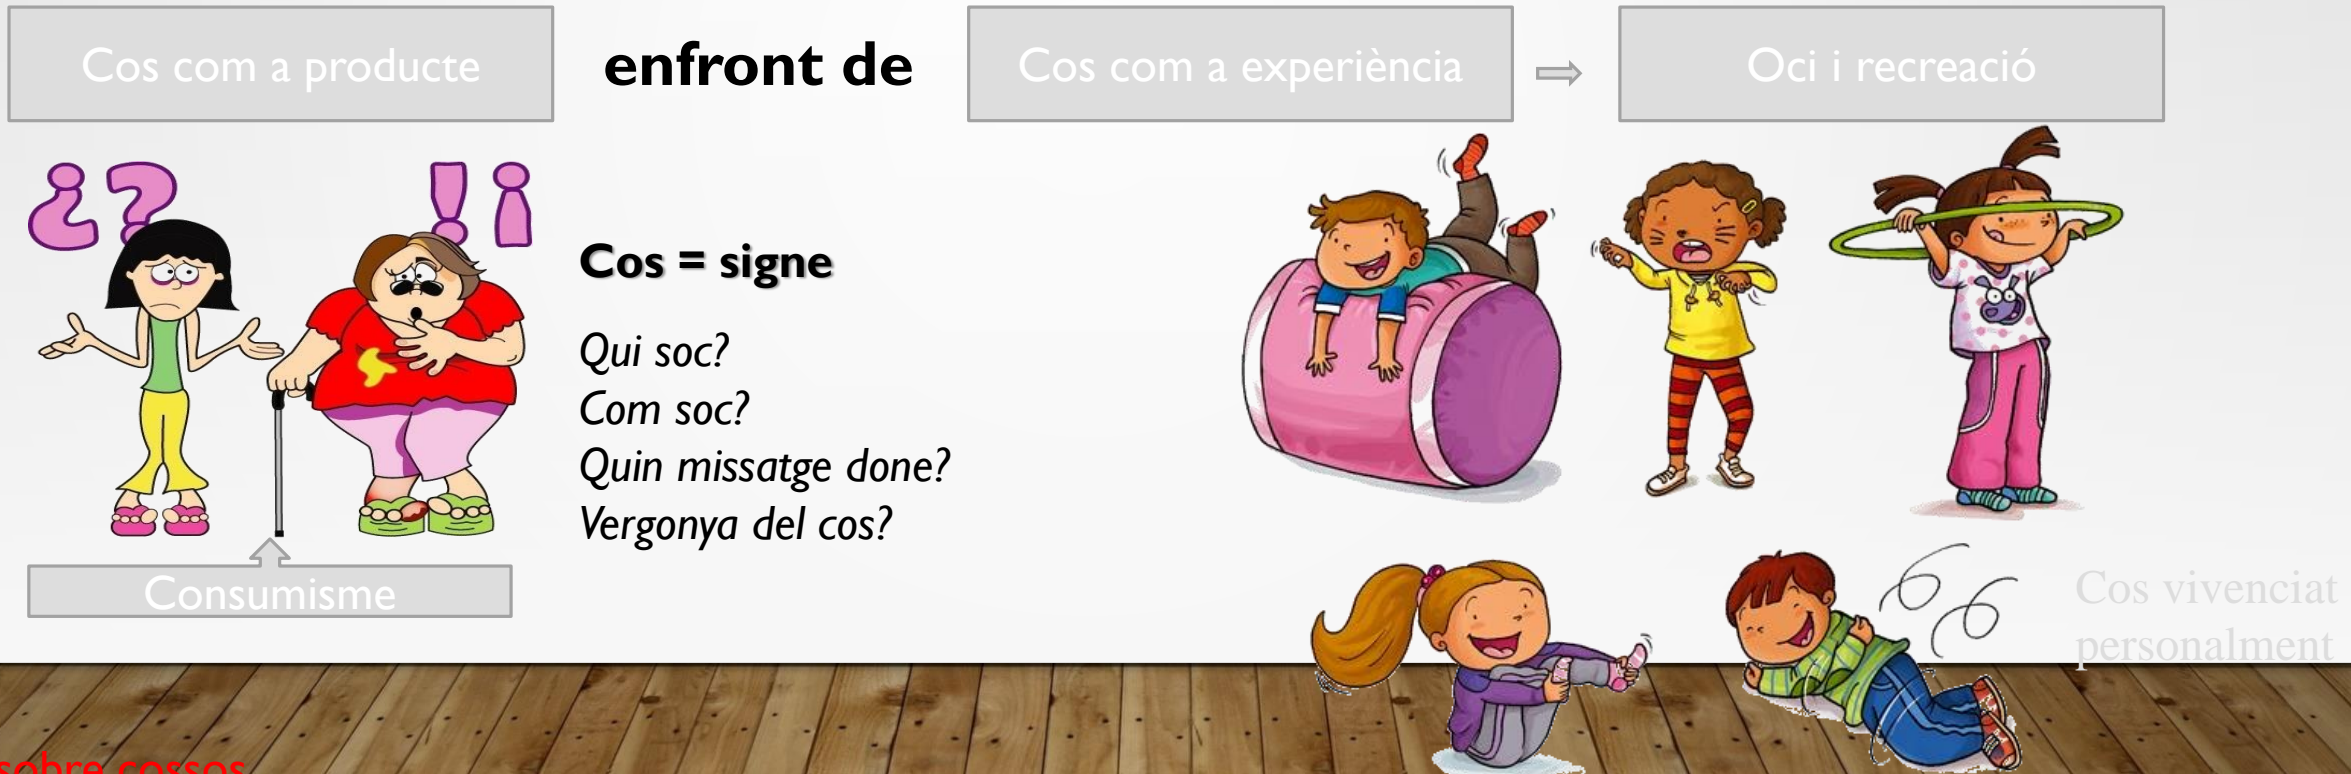 Cos com a producte
enfront de
Cos com a experiència
Oci i recreació
¿?
!¡
Cos = signe
Qui soc?
Com soc?
Quin missatge done?
Vergonya del cos?
Consumisme
Cos vivenciat
personalment
sobre cossos